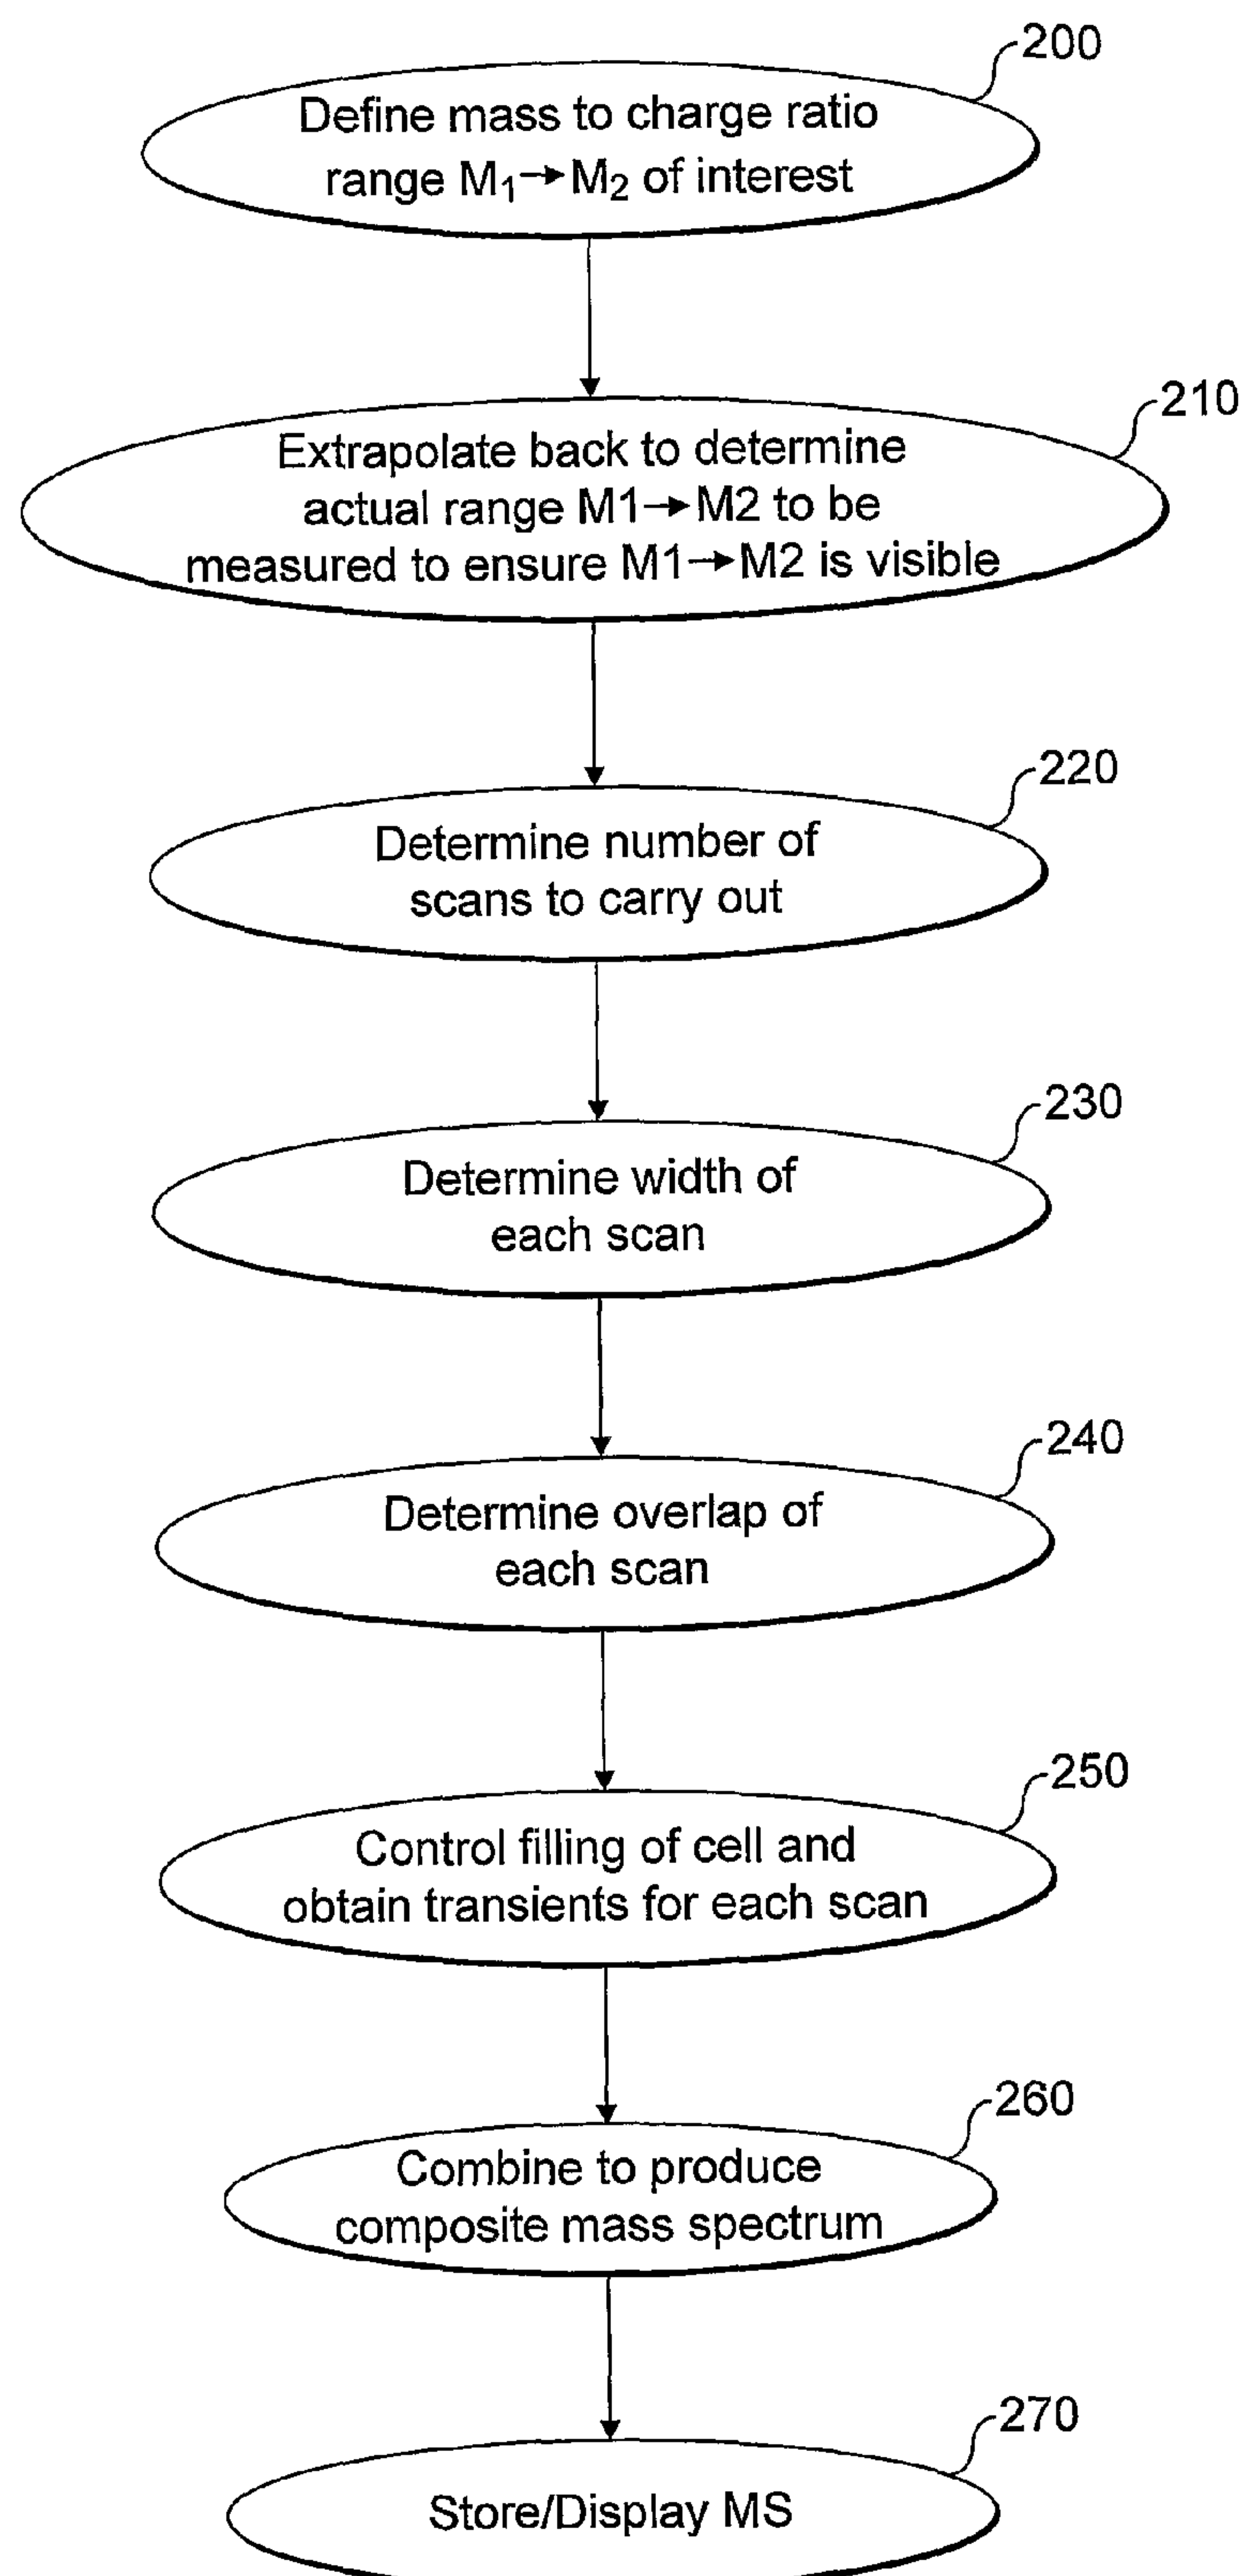 200
Define mass to charge ratio
range M₁→M₂ of interest
210
Extrapolate back to determine
actual range M1→M2 to be
measured to ensure M1→M2 is visible
220
Determine number of
scans to carry out
230
Determine width of
each scan
240
Determine overlap of
each scan
250
Control filling of cell and
obtain transients for each scan
260
Combine to produce
composite mass spectrum
270
Store/Display MS